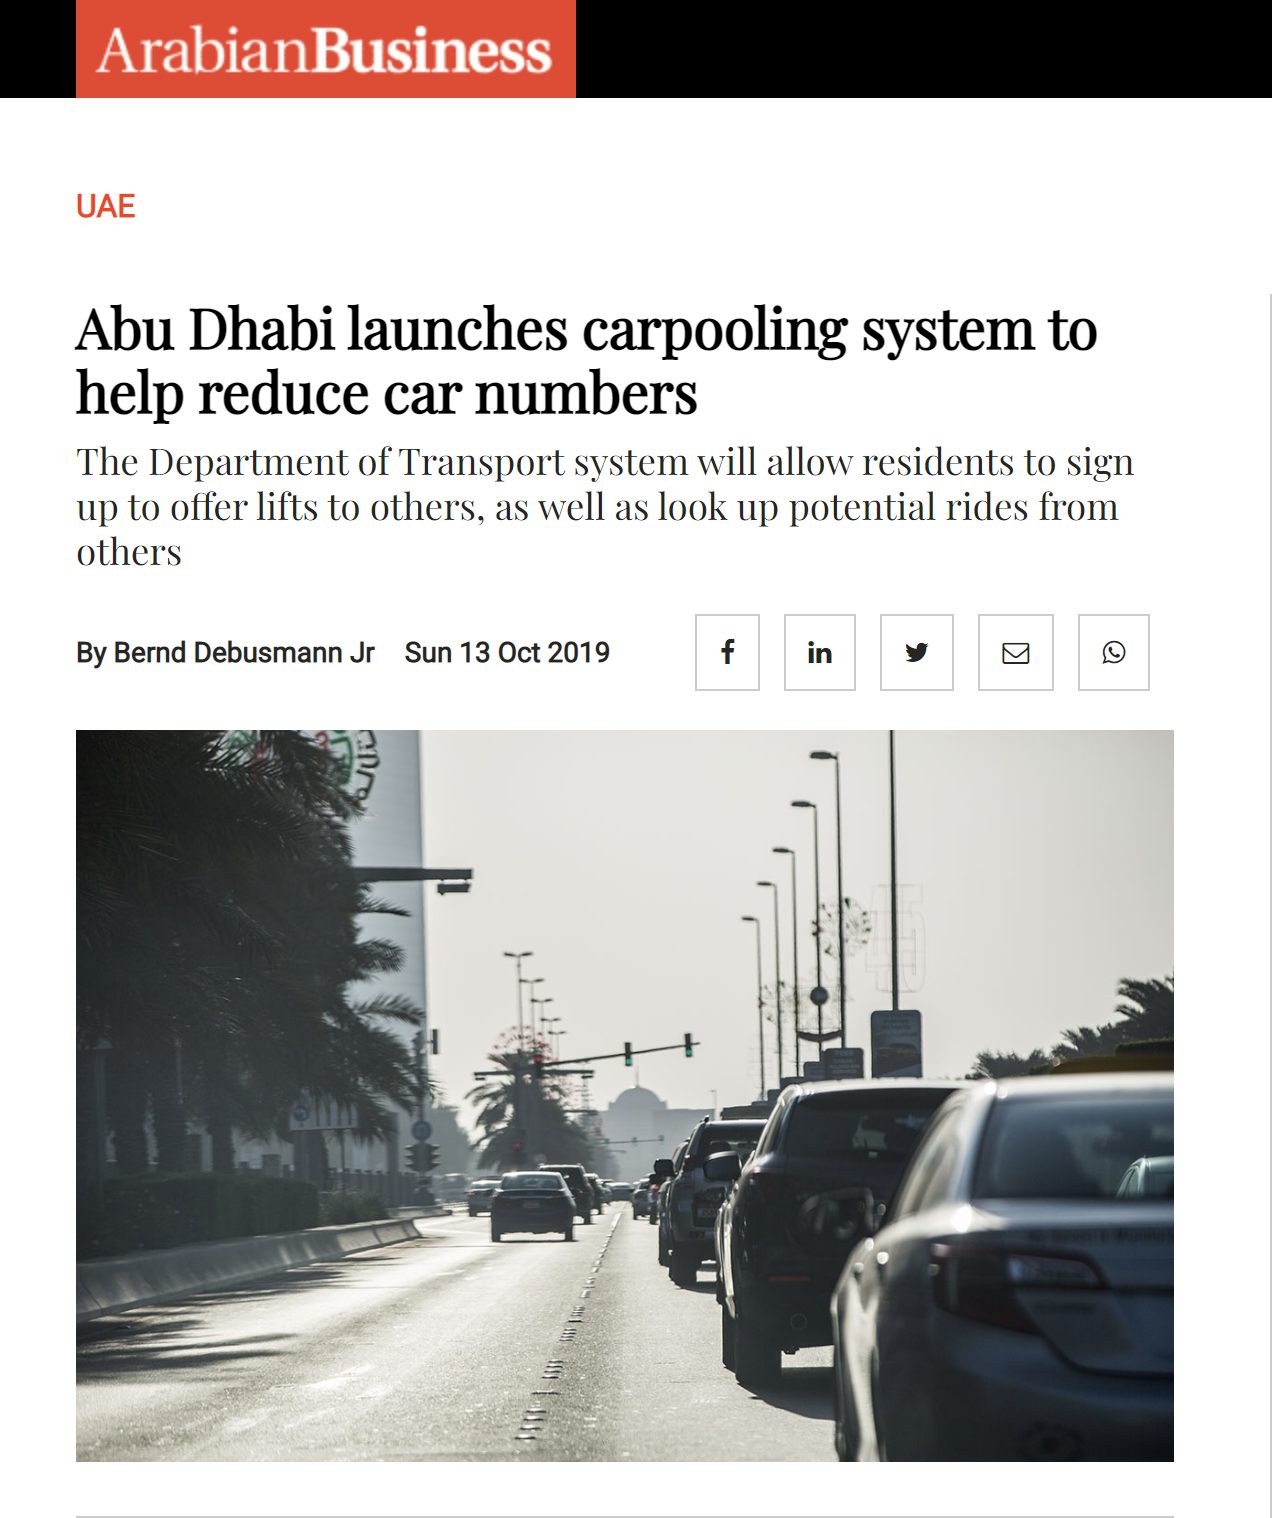 ArabianBusiness
UAE
Abu Dhabi launches carpooling system to
help reduce car numbers
The Department of Transport system will allow residents to sign
up to offer lifts to others, as well as look up potential rides from
others
By Bernd Debusmann Jr Sun 13 Oct 2019